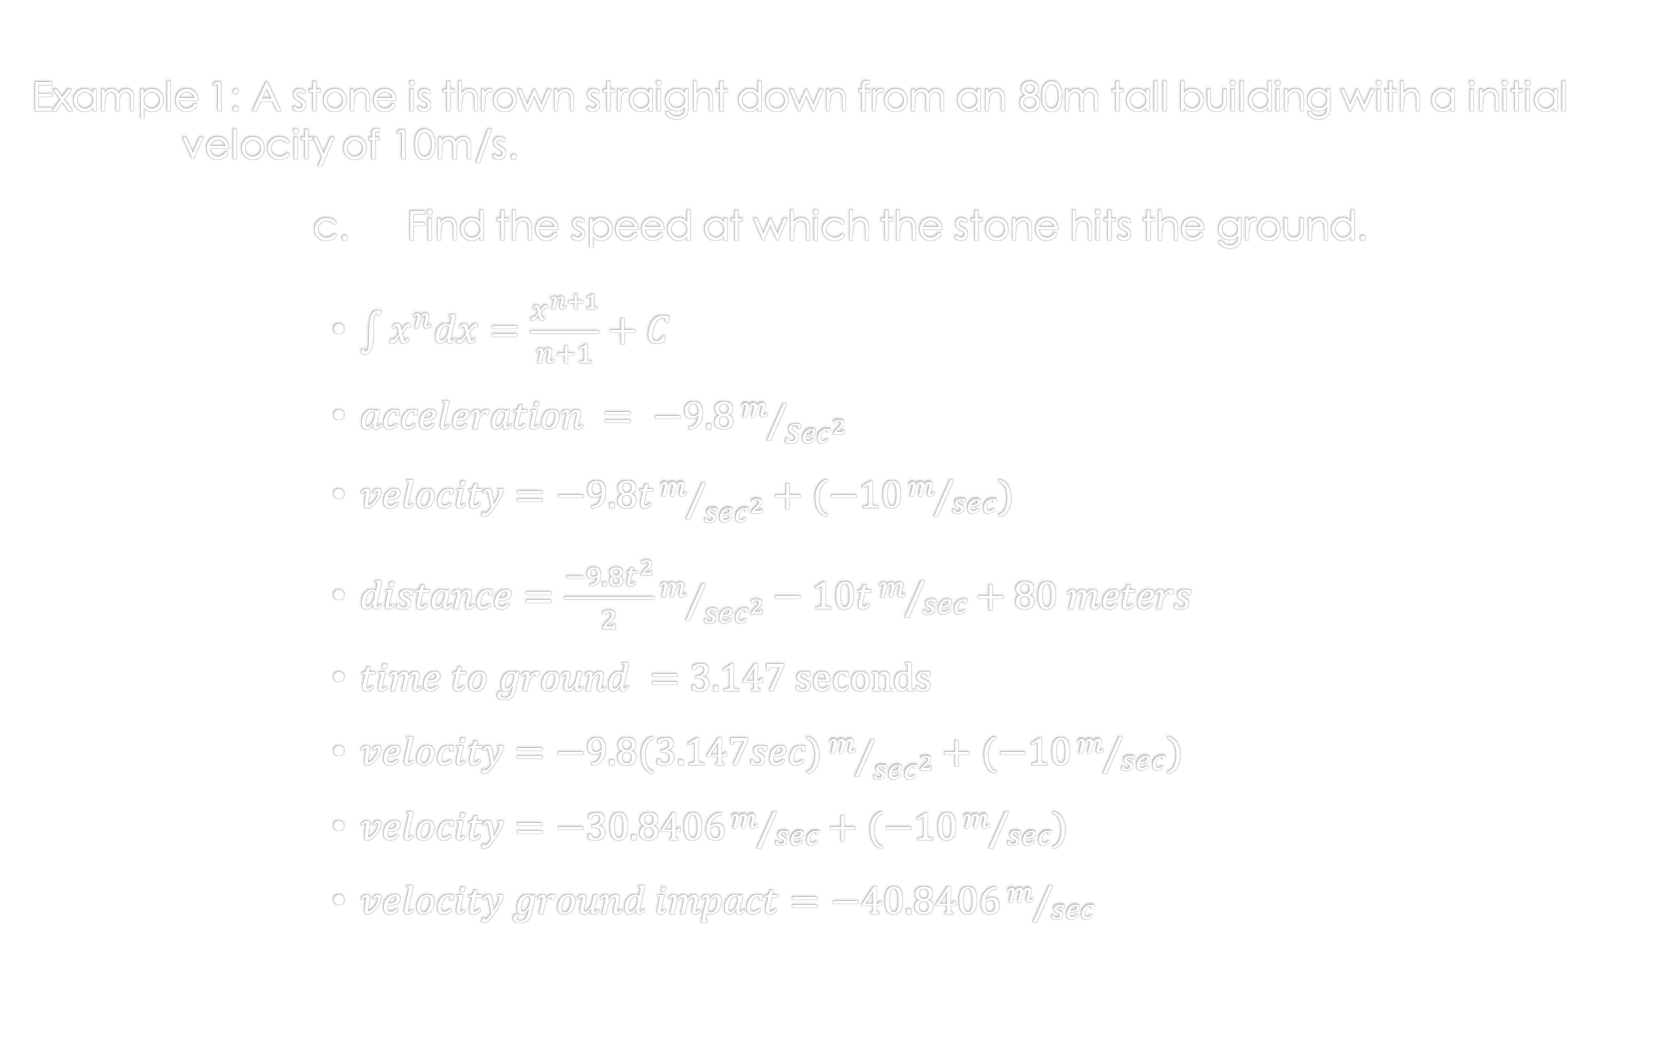 Example 1: A stone is thrown straight down from an 80m tall building with a initial
velocity of 10m/s.
c. Find the speed at which the stone hits the ground.
• ∫ xⁿdx = xⁿ⁺¹/n+1 + C
• acceleration = −9.8 m/Sec²
• velocity = −9.8t m/sec² + (−10 m/sec)
• distance = −9.8t²/2 m/sec² − 10t m/sec + 80 meters
• time to ground = 3.147 seconds
• velocity = −9.8(3.147sec) m/sec² + (−10 m/sec)
• velocity = −30.8406 m/sec + (−10 m/sec)
• velocity ground impact = −40.8406 m/sec